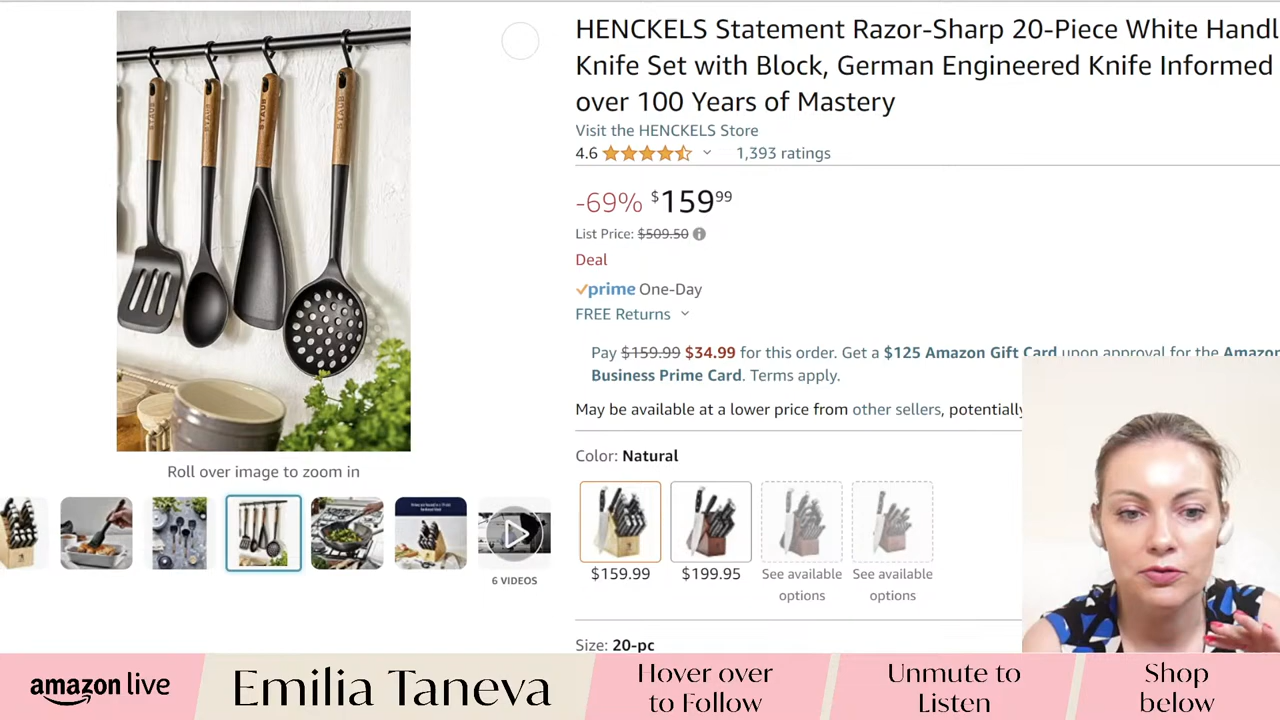 HENCKELS Statement Razor-Sharp 20-Piece White Handl
Knife Set with Block, German Engineered Knife Informed
over 100 Years of Mastery
Visit the HENCKELS Store
4.6 1,393 ratings
-69% $159 99
List Price: $509.50
Deal
prime One-Day
FREE Returns
Pay $159.99 $34.99 for this order. Get a $125 Amazon Gift Card upon approval for the Amazon
Business Prime Card. Terms apply.
May be available at a lower price from other sellers, potentially
Roll over image to zoom in
Color: Natural
6 VIDEOS
$159.99 $199.95 See available options See available options
Size: 20-pc
STAUB STAUB STAUB STAUB
amazon live
Emilia Taneva
Hover over
to Follow
Unmute to
Listen
Shop
below